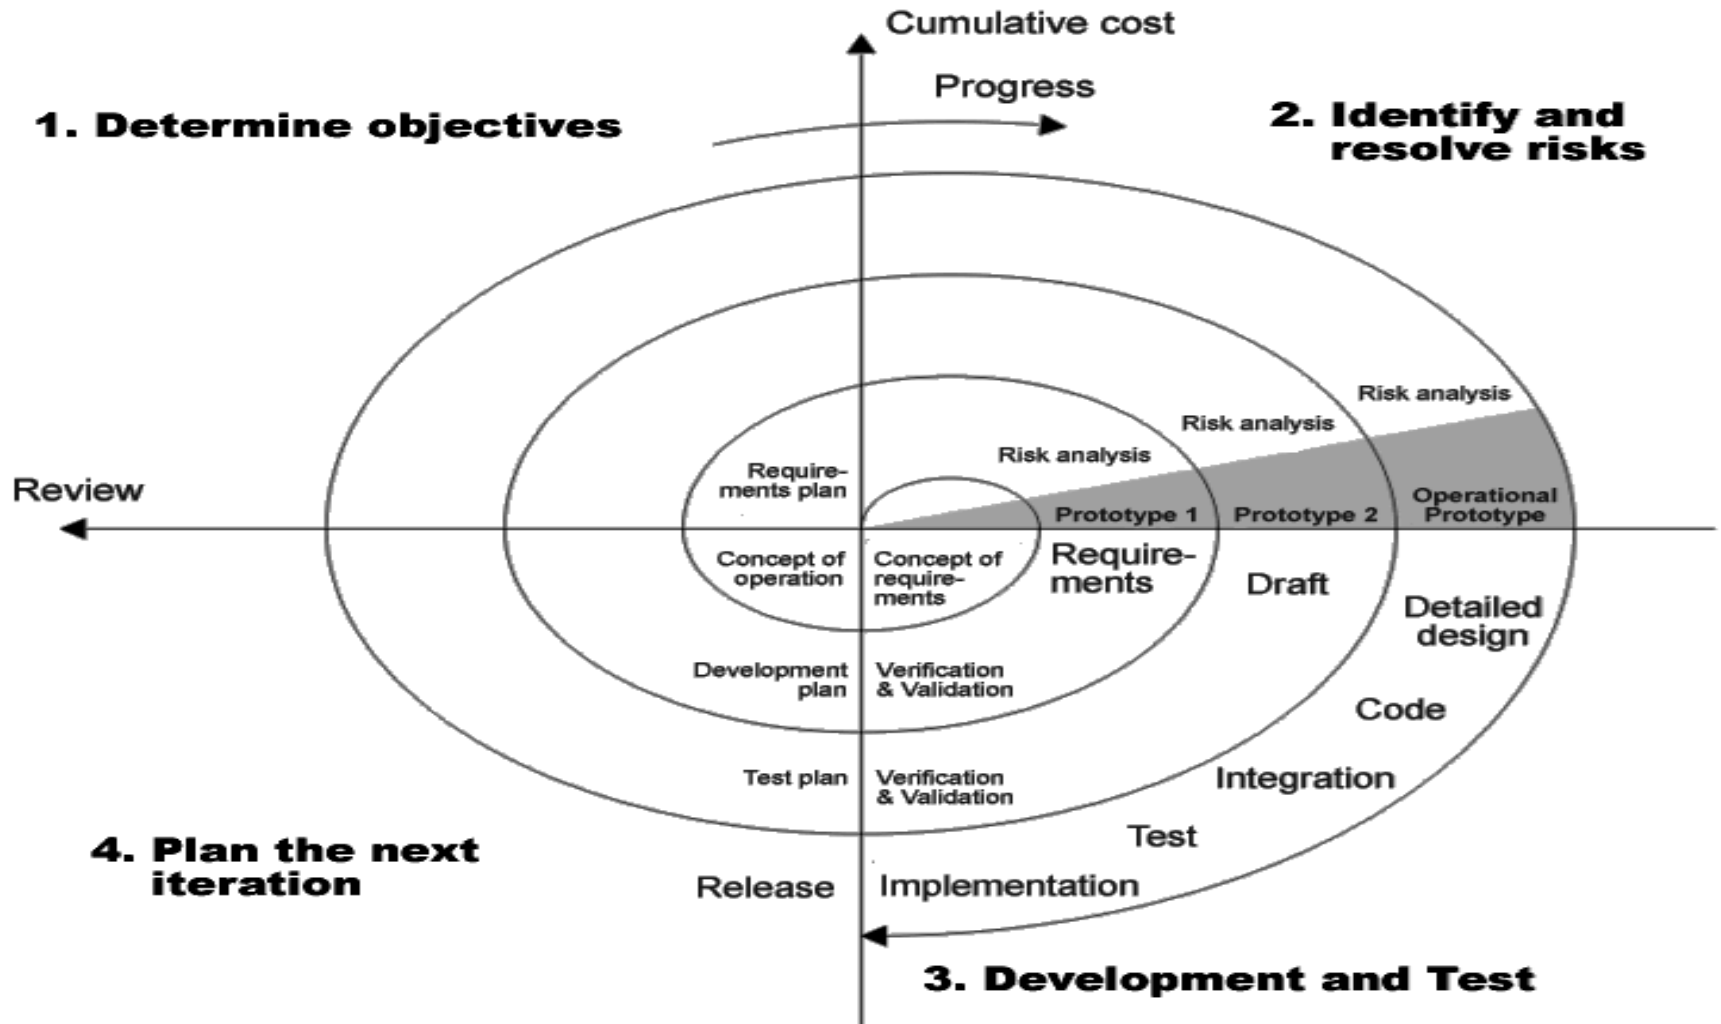 Cumulative cost
Progress
1. Determine objectives
2. Identify and
resolve risks
Risk analysis
Risk analysis
Risk analysis
Require-
ments plan
Review
Operational
Prototype
Prototype 1
Prototype 2
Concept of
operation
Concept of
require-
ments
Require-
ments
Draft
Detailed
design
Development
plan
Verification
& Validation
Code
Test plan
Verification
& Validation
Integration
Test
4. Plan the next
iteration
Release
Implementation
3. Development and Test